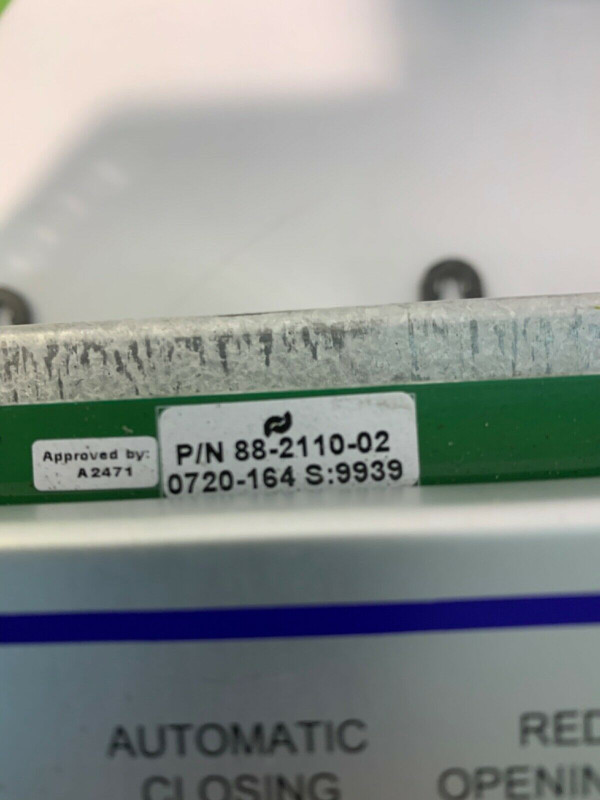 Approved by:
A2471
P/N 88-2110-02
0720-164 S:9939
AUTOMATIC
CLOSING
RED
OPENIN